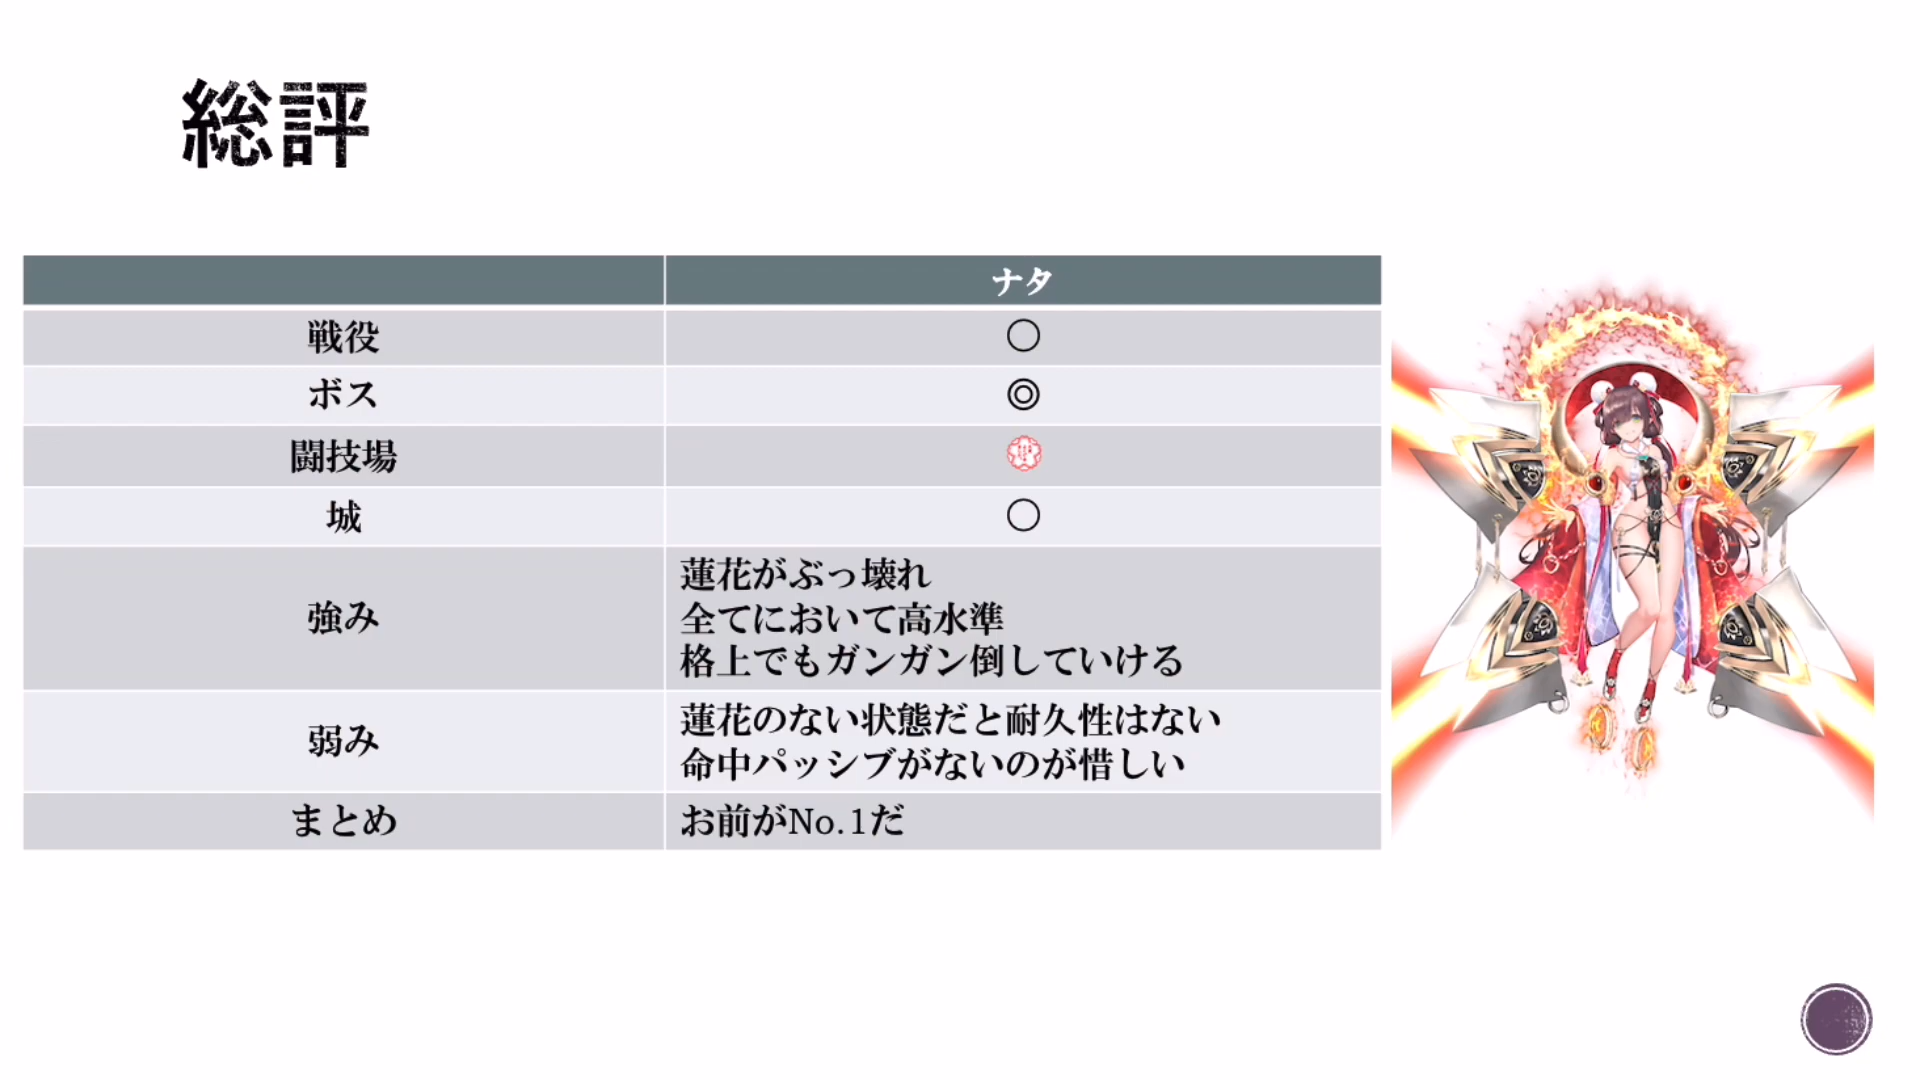 総評
ナタ
戦役 ○
ボス ◎
闘技場
城 ○
強み
蓮花がぶっ壊れ
全てにおいて高水準
格上でもガンガン倒していける
弱み
蓮花のない状態だと耐久性はない
命中パッシブがないのが惜しい
まとめ
お前がNo.1だ